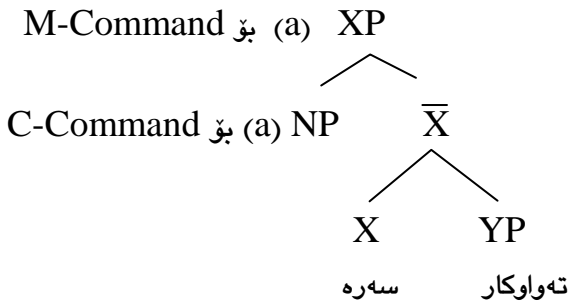 M-Command بۆ (a) XP
C-Command بۆ (a) NP X̅
X YP
سەرە تەواوکار